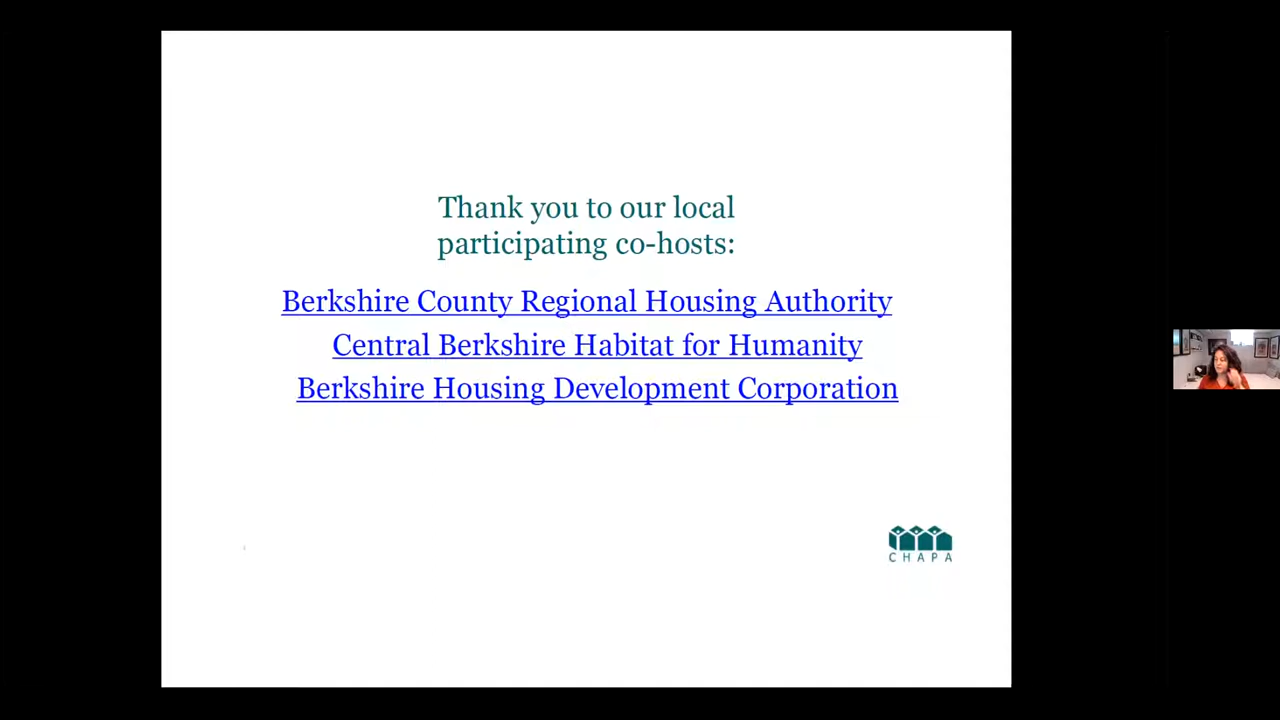 Thank you to our local
participating co-hosts:
Berkshire County Regional Housing Authority
Central Berkshire Habitat for Humanity
Berkshire Housing Development Corporation
CHAPA